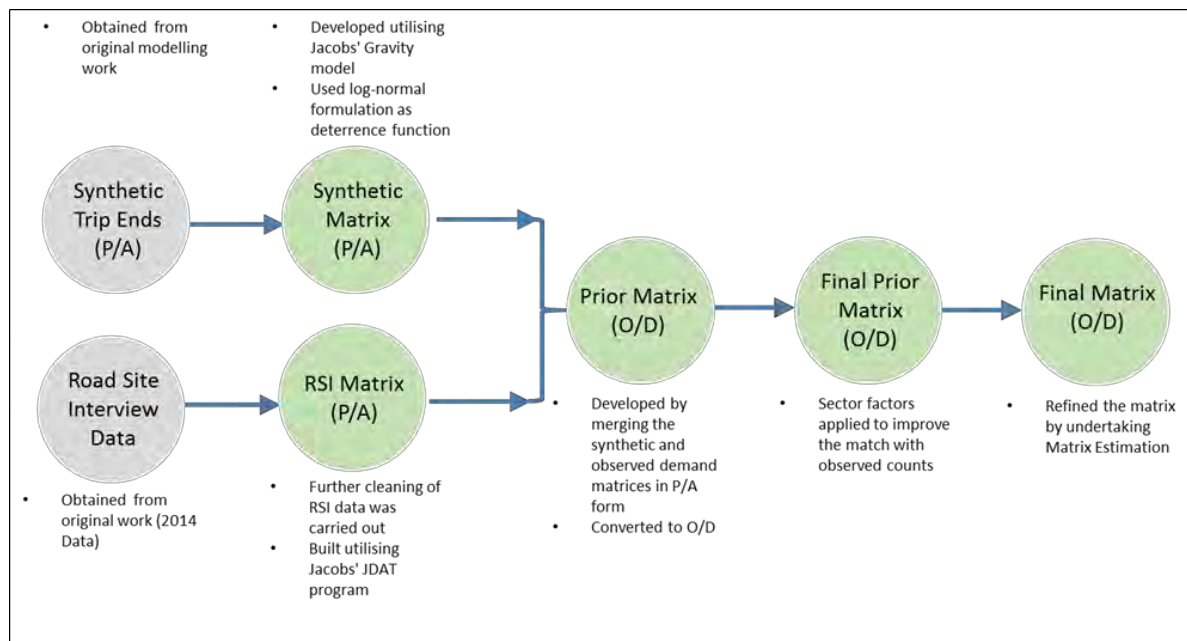 • Obtained from
original modelling
work
• Developed utilising
Jacobs' Gravity
model
• Used log-normal
formulation as
deterrence function
Synthetic
Trip Ends
(P/A)
Synthetic
Matrix
(P/A)
Prior Matrix
(O/D)
Final Prior
Matrix
(O/D)
Final Matrix
(O/D)
Road Site
Interview
Data
RSI Matrix
(P/A)
• Obtained from
original work (2014
Data)
• Further cleaning of
RSI data was
carried out
• Built utilising
Jacobs' JDAT
program
• Developed by
merging the
synthetic and
observed demand
matrices in P/A
form
• Converted to O/D
• Sector factors
applied to improve
the match with
observed counts
• Refined the matrix
by undertaking
Matrix Estimation